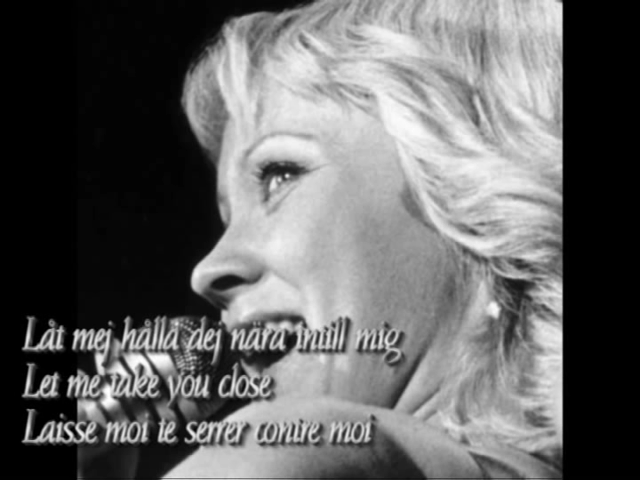 Låt mej hålla dej nära intill mig
Let me take you close
Laisse moi te serrer contre moi